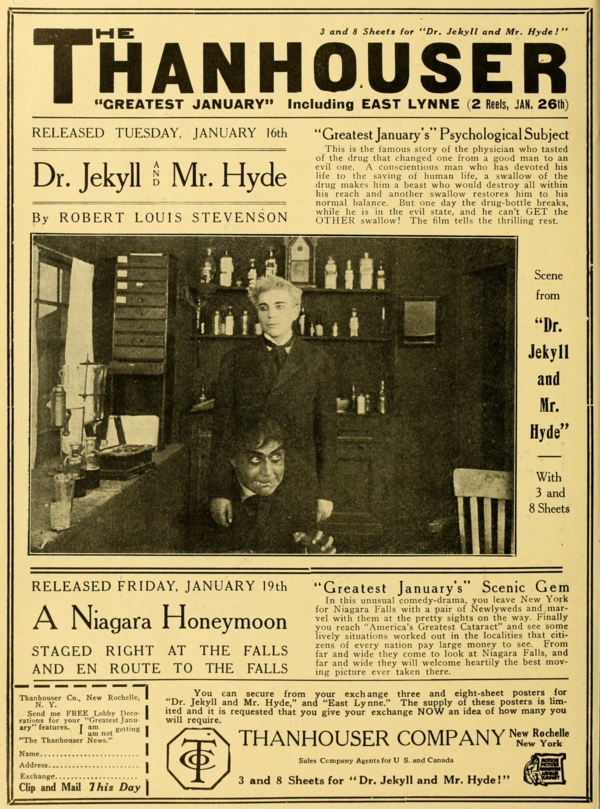 3 and 8 Sheets for "Dr. Jekyll and Mr. Hyde!"
THE
THANHOUSER
"GREATEST JANUARY" Including EAST LYNNE (2 Reels, JAN. 26th)
RELEASED TUESDAY, JANUARY 16th
Dr. Jekyll AND Mr. Hyde
By ROBERT LOUIS STEVENSON
"Greatest January's" Psychological Subject
This is the famous story of the physician who tasted
of the drug that changed one from a good man to an
evil one. A conscientious man who has devoted his
life to the saving of human life, a swallow of the
drug makes him a beast who would destroy all within
his reach and another swallow restores him to his
normal balance. But one day the drug-bottle breaks,
while he is in the evil state, and he can't GET the
OTHER swallow! The film tells the thrilling rest.
Scene
from
"Dr.
Jekyll
and
Mr.
Hyde"
With
3 and
8 Sheets
RELEASED FRIDAY, JANUARY 19th
A Niagara Honeymoon
STAGED RIGHT AT THE FALLS
AND EN ROUTE TO THE FALLS
"Greatest January's" Scenic Gem
In this unusual comedy-drama, you leave New York
for Niagara Falls with a pair of Newlyweds and mar-
vel with them at the pretty sights on the way. Finally
you reach "America's Greatest Cataract" and see some
lively situations worked out in the localities that citi-
zens of every nation pay large money to see. From
far and wide they come to look at Niagara Falls, and
far and wide they will welcome heartily the best mov-
ing picture ever taken there.
Thanhouser Co., New Rochelle,
N. Y.
Send me FREE Lobby Deco-
rations for your "Greatest Janu-
ary" features. I am am not getting
"The Thanhouser News."
Name
Address
Exchange
Clip and Mail This Day
You can secure from your exchange three and eight-sheet posters for
"Dr. Jekyll and Mr. Hyde," and "East Lynne." The supply of these posters is lim-
ited and it is requested that you give your exchange NOW an idea of how many you
will require.
TCO
THANHOUSER COMPANY New Rochelle
New York
Sales Company Agents for U. S. and Canada
3 and 8 Sheets for "Dr. Jekyll and Mr. Hyde!"